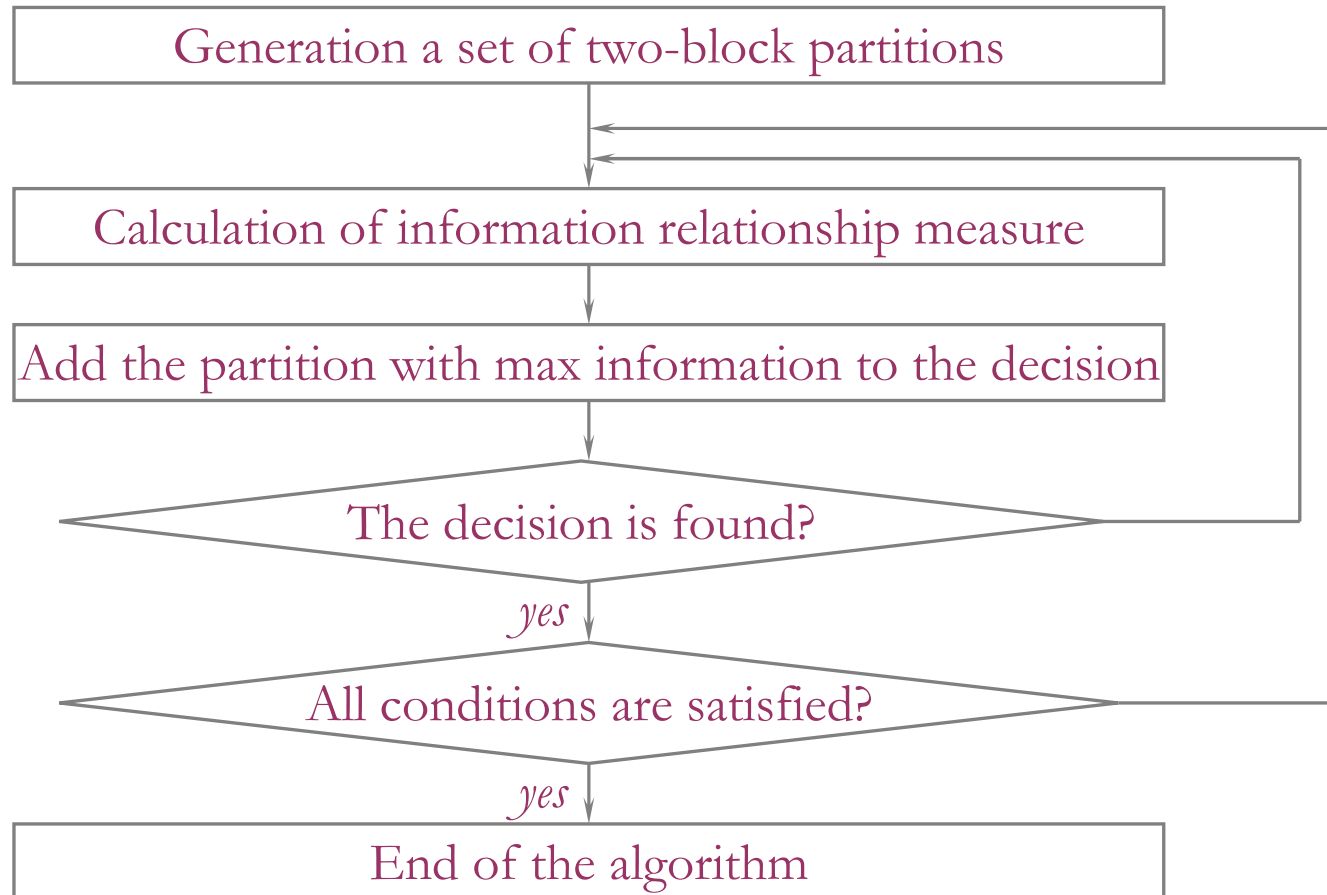 Generation a set of two-block partitions
Calculation of information relationship measure
Add the partition with max information to the decision
The decision is found?
yes
All conditions are satisfied?
yes
End of the algorithm